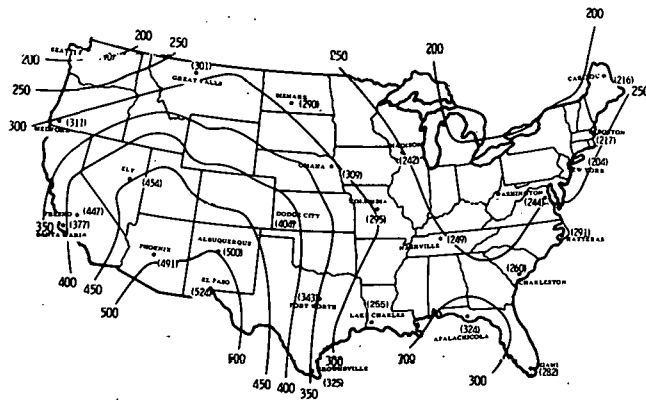 200
200
200
250
250
SEATTLE
200
CARIBOU
(216)
(301)
GREAT FALLS
250
250
BISMARK
(290)
300
(311)
MEDFORD
BOSTON
(217)
MADISON
(242)
OMAHA
(309)
(204)
NEW YORK
ELY
(454)
COLUMBIA
(295)
WASHINGTON
(244)
FRESNO
(447)
350
(377)
SANTA MARIA
DODGE CITY
(404)
ALBUQUERQUE
(500)
NASHVILLE
(249)
(291)
HATTERAS
PHOENIX
(491)
400
450
(260)
CHARLESTON
500
EL PASO
(524)
(343)
FORT WORTH
(255)
LAKE CHARLES
(324)
APALACHICOLA
500
450
400
350
300
BROWNSVILLE
(325)
300
300
MIAMI
(282)